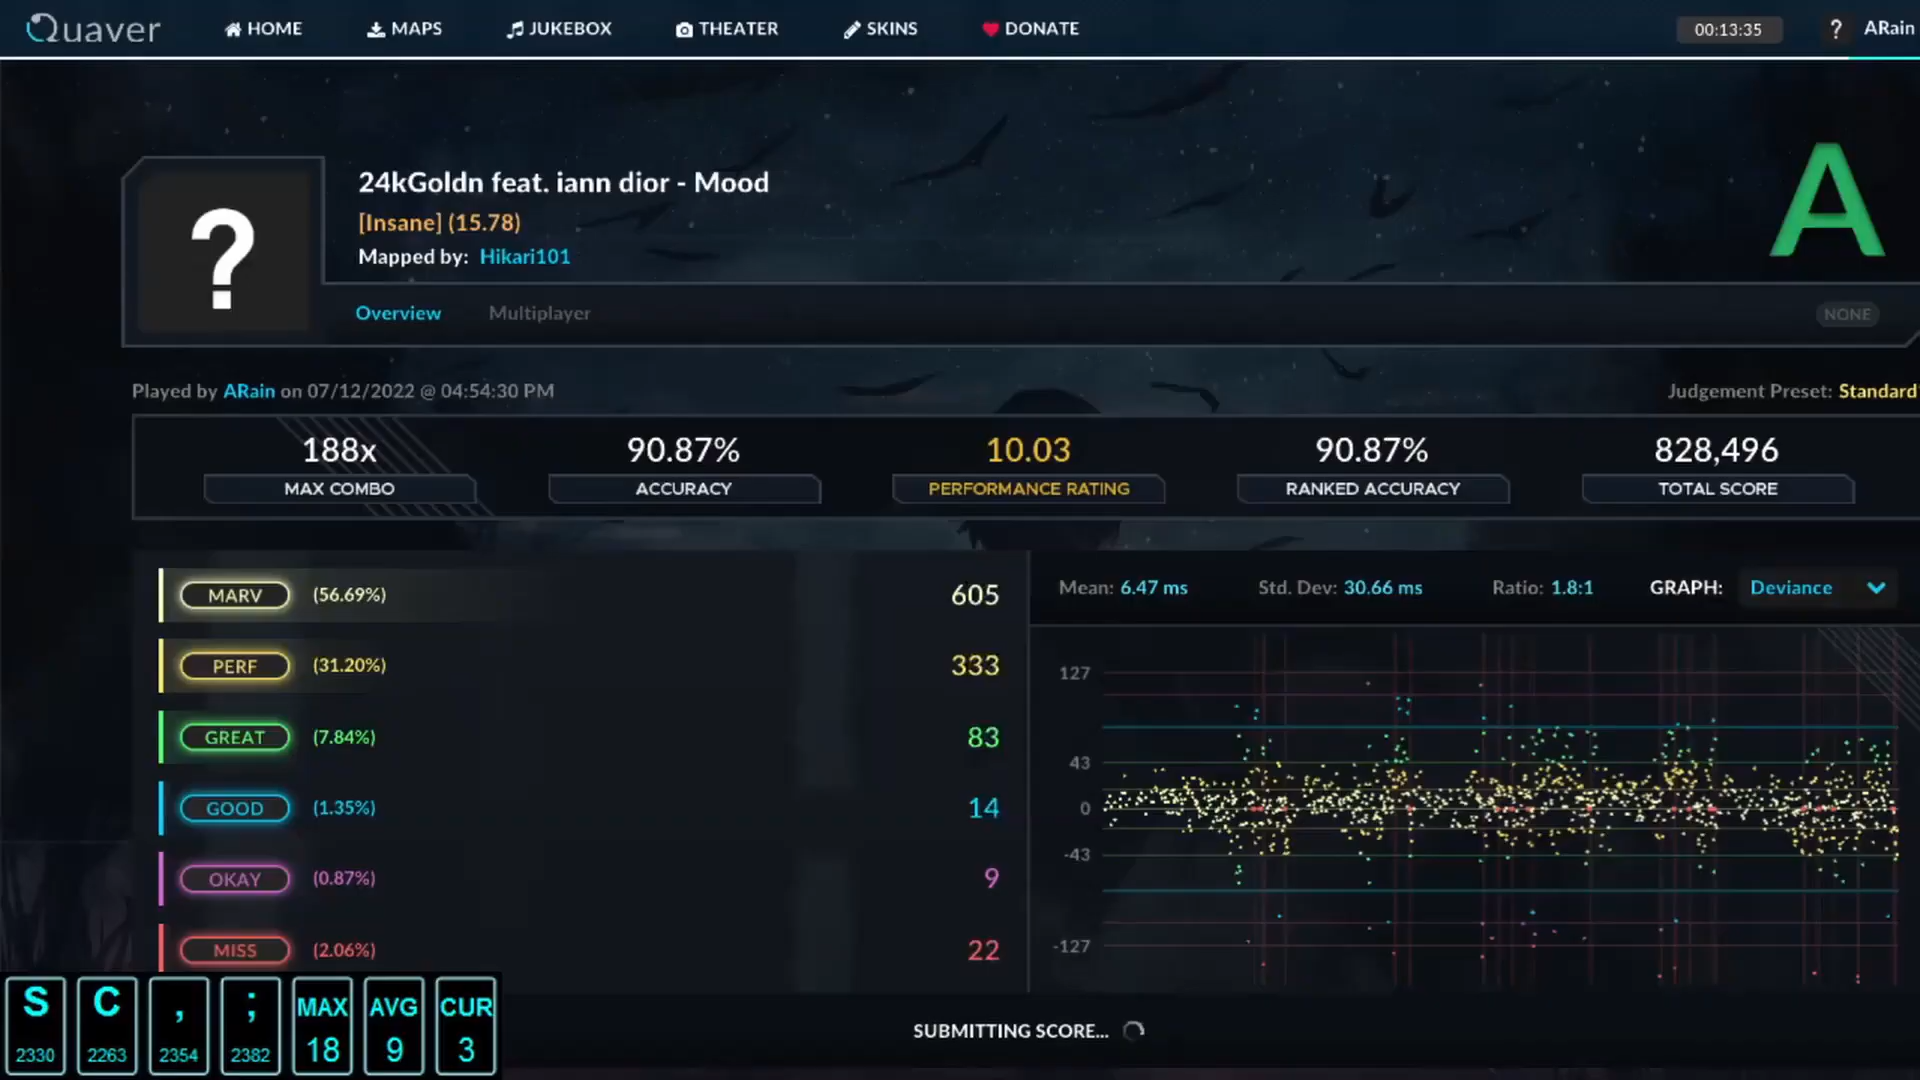 Quaver HOME MAPS JUKEBOX THEATER SKINS DONATE 00:13:35 ? ARain
?
24kGoldn feat. iann dior - Mood
[Insane] (15.78)
Mapped by: Hikari101
A
Overview Multiplayer NONE
Played by ARain on 07/12/2022 @ 04:54:30 PM Judgement Preset: Standard
188x 90.87% 10.03 90.87% 828,496
MAX COMBO ACCURACY PERFORMANCE RATING RANKED ACCURACY TOTAL SCORE
MARV (56.69%) 605
PERF (31.20%) 333
GREAT (7.84%) 83
GOOD (1.35%) 14
OKAY (0.87%) 9
MISS (2.06%) 22
Mean: 6.47 ms Std. Dev: 30.66 ms Ratio: 1.8:1 GRAPH: Deviance
127
43
0
-43
-127
S C , ; MAX AVG CUR
2330 2263 2354 2382 18 9 3
SUBMITTING SCORE...